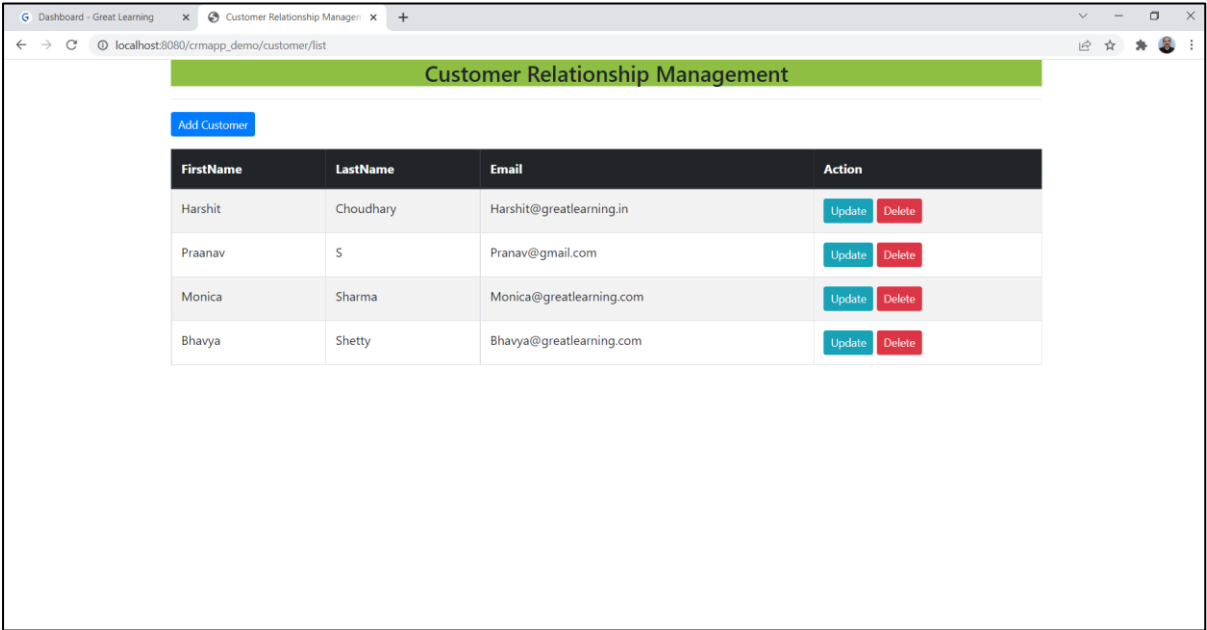 Dashboard - Great Learning
Customer Relationship Managem
localhost:8080/crmapp_demo/customer/list
Customer Relationship Management
Add Customer
FirstName LastName Email Action
Harshit Choudhary Harshit@greatlearning.in Update Delete
Praanav S Pranav@gmail.com Update Delete
Monica Sharma Monica@greatlearning.com Update Delete
Bhavya Shetty Bhavya@greatlearning.com Update Delete